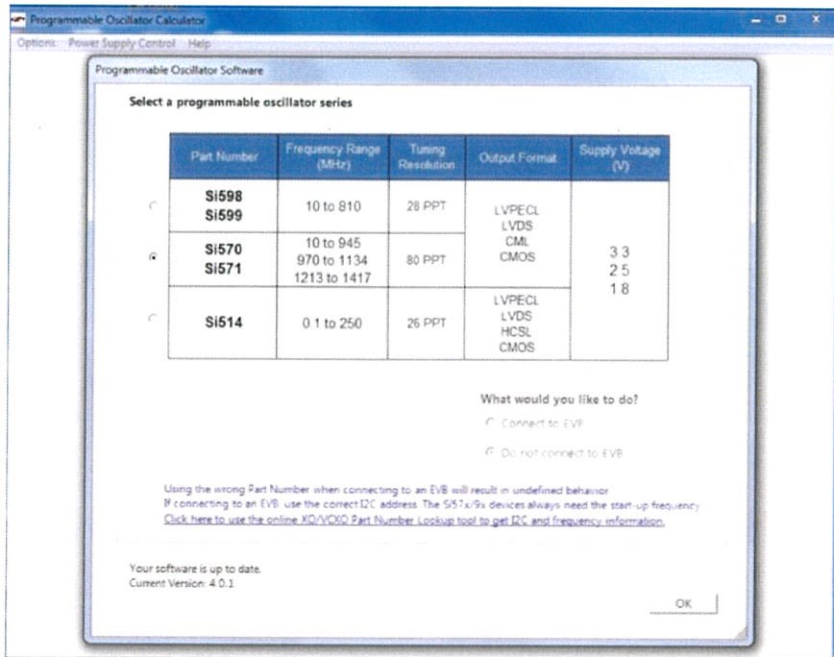 Programmable Oscillator Calculator
Options Power Supply Control Help
Programmable Oscillator Software
Select a programmable oscillator series
Part Number Frequency Range (MHz) Tuning Resolution Output Format Supply Voltage (V)
Si598
Si599
10 to 810
28 PPT
LVPECL
LVDS
CML
CMOS
3.3
2.5
1.8
Si570
Si571
10 to 945
970 to 1134
1213 to 1417
80 PPT
Si514
0.1 to 250
26 PPT
LVPECL
LVDS
HCSL
CMOS
What would you like to do?
Connect to EVB
Do not connect to EVB
Using the wrong Part Number when connecting to an EVB will result in undefined behavior
If connecting to an EVB use the correct I2C address. The Si57x/9x devices always need the start-up frequency
Click here to use the online XO/VCXO Part Number Lookup tool to get I2C and frequency information.
Your software is up to date.
Current Version: 4.0.1
OK